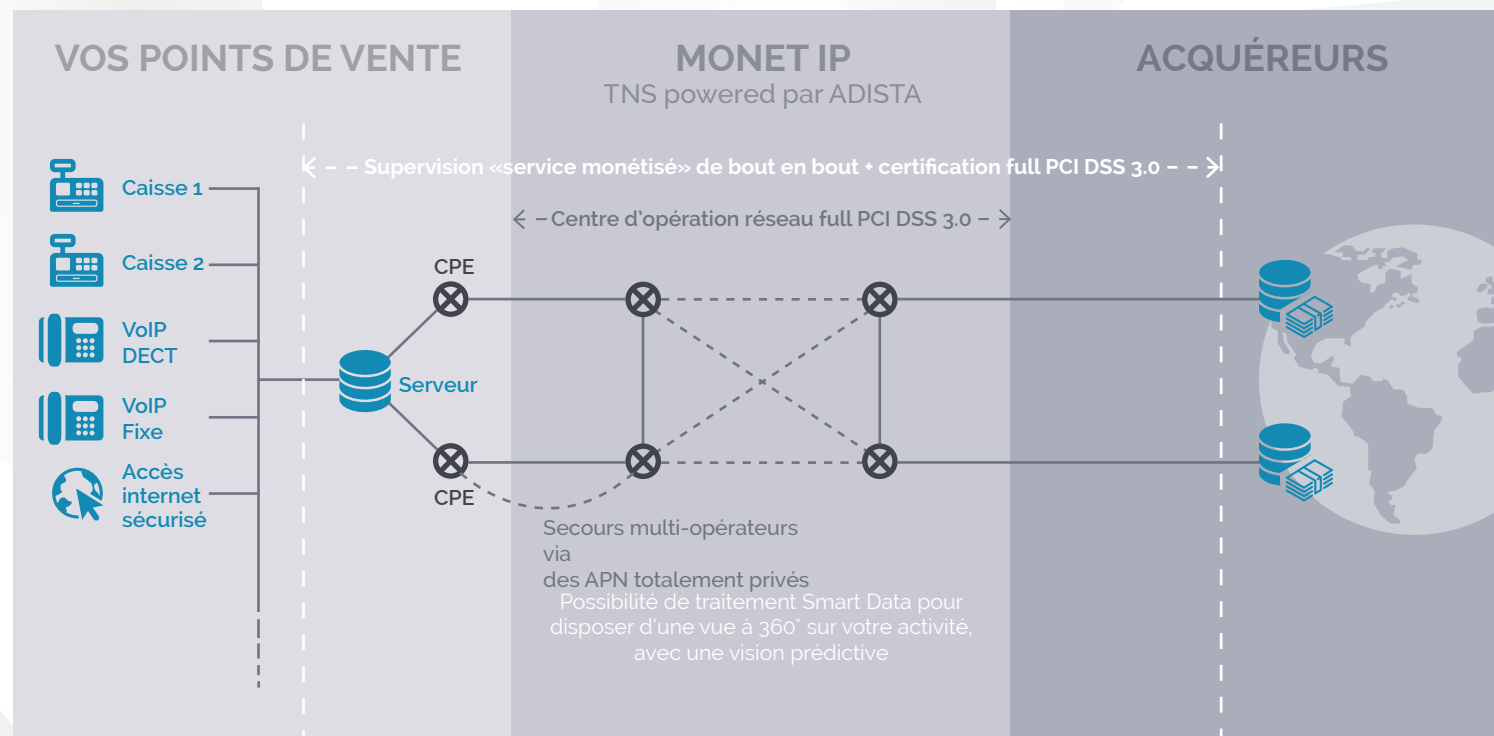 VOS POINTS DE VENTE
MONET IP
TNS powered par ADISTA
ACQUÉREURS
Supervision «service monétisé» de bout en bout + certification full PCI DSS 3.0
Centre d'opération réseau full PCI DSS 3.0
Caisse 1
Caisse 2
VoIP
DECT
VoIP
Fixe
Accès
internet
sécurisé
Serveur
CPE
CPE
Secours multi-opérateurs
via
des APN totalement privés
Possibilité de traitement Smart Data pour
disposer d'une vue à 360° sur votre activité,
avec une vision prédictive